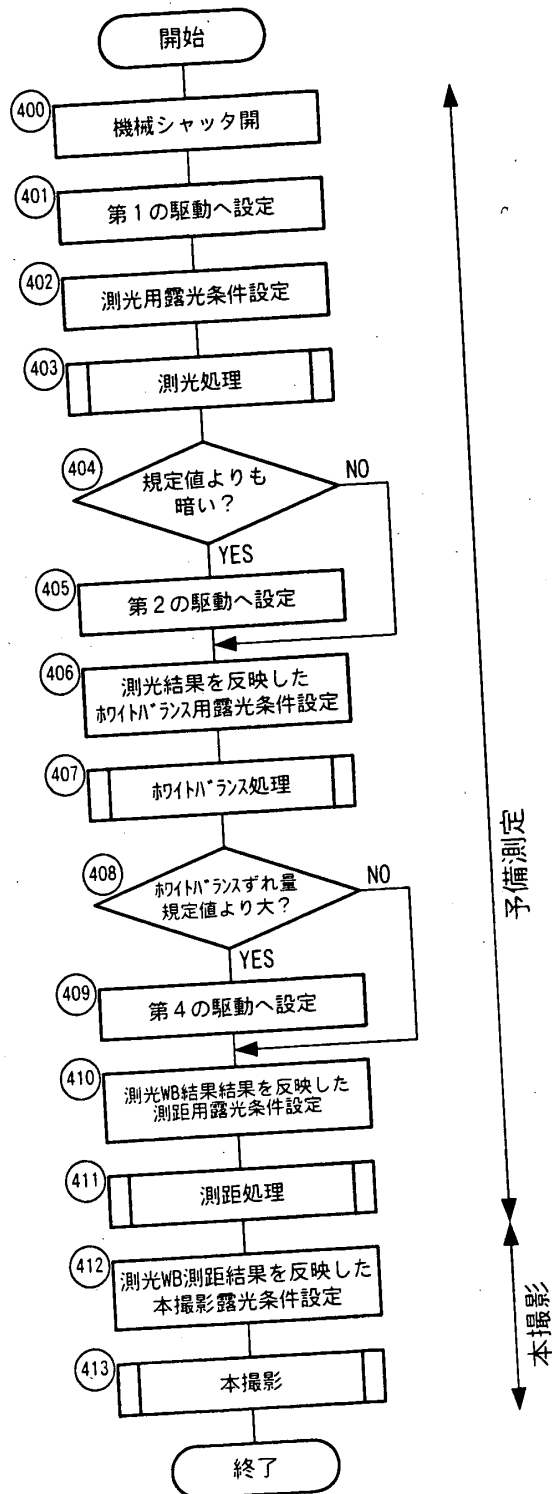 開始
400
機械シャッタ開
401
第1の駆動へ設定
402
測光用露光条件設定
403
測光処理
404
規定値よりも
暗い?
NO
YES
405
第2の駆動へ設定
406
測光結果を反映した
ホワイトバランス用露光条件設定
407
ホワイトバランス処理
408
ホワイトバランスずれ量
規定値より大?
NO
YES
409
第4の駆動へ設定
410
測光WB結果結果を反映した
測距用露光条件設定
411
測距処理
412
測光WB測距結果を反映した
本撮影露光条件設定
413
本撮影
終了
予備測定
本撮影